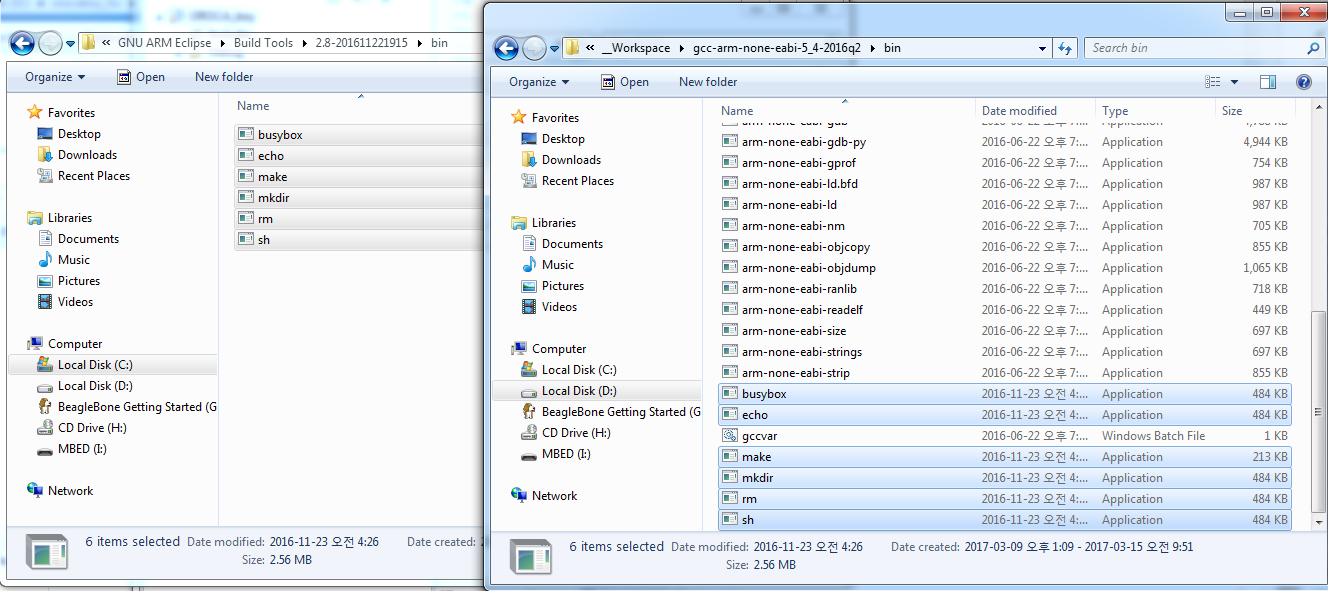 « GNU ARM Eclipse Build Tools 2.8-201611221915 bin
Organize Open New folder
Favorites
Desktop
Downloads
Recent Places
Libraries
Documents
Music
Pictures
Videos
Computer
Local Disk (C:)
Local Disk (D:)
BeagleBone Getting Started (G
CD Drive (H:)
MBED (I:)
Network
Name
busybox
echo
make
mkdir
rm
sh
6 items selected Date modified: 2016-11-23 오전 4:26 Date created:
Size: 2.56 MB
« __Workspace gcc-arm-none-eabi-5_4-2016q2 bin Search bin
Organize Open New folder
Favorites
Desktop
Downloads
Recent Places
Libraries
Documents
Music
Pictures
Videos
Computer
Local Disk (C:)
Local Disk (D:)
BeagleBone Getting Started (G
CD Drive (H:)
MBED (I:)
Network
Name Date modified Type Size
arm-none-eabi-gdb 2016-06-22 오후 7:... Application
arm-none-eabi-gdb-py 2016-06-22 오후 7:... Application 4,944 KB
arm-none-eabi-gprof 2016-06-22 오후 7:... Application 754 KB
arm-none-eabi-ld.bfd 2016-06-22 오후 7:... Application 987 KB
arm-none-eabi-ld 2016-06-22 오후 7:... Application 987 KB
arm-none-eabi-nm 2016-06-22 오후 7:... Application 705 KB
arm-none-eabi-objcopy 2016-06-22 오후 7:... Application 855 KB
arm-none-eabi-objdump 2016-06-22 오후 7:... Application 1,065 KB
arm-none-eabi-ranlib 2016-06-22 오후 7:... Application 718 KB
arm-none-eabi-readelf 2016-06-22 오후 7:... Application 449 KB
arm-none-eabi-size 2016-06-22 오후 7:... Application 697 KB
arm-none-eabi-strings 2016-06-22 오후 7:... Application 697 KB
arm-none-eabi-strip 2016-06-22 오후 7:... Application 855 KB
busybox 2016-11-23 오전 4:... Application 484 KB
echo 2016-11-23 오전 4:... Application 484 KB
gccvar 2016-06-22 오후 7:... Windows Batch File 1 KB
make 2016-11-23 오전 4:... Application 213 KB
mkdir 2016-11-23 오전 4:... Application 484 KB
rm 2016-11-23 오전 4:... Application 484 KB
sh 2016-11-23 오전 4:... Application 484 KB
6 items selected Date modified: 2016-11-23 오전 4:26 Date created: 2017-03-09 오후 1:09 - 2017-03-15 오전 9:51
Size: 2.56 MB